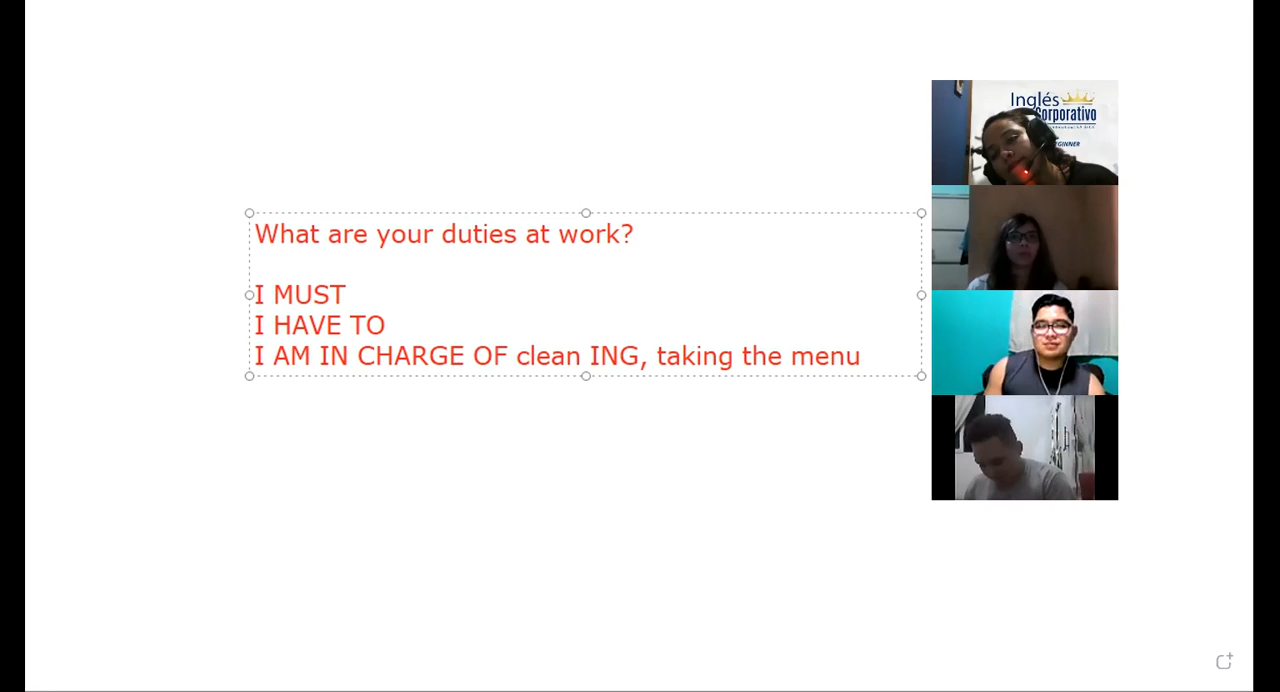 What are your duties at work?
I MUST
I HAVE TO
I AM IN CHARGE OF clean ING, taking the menu
Inglés
Corporativo